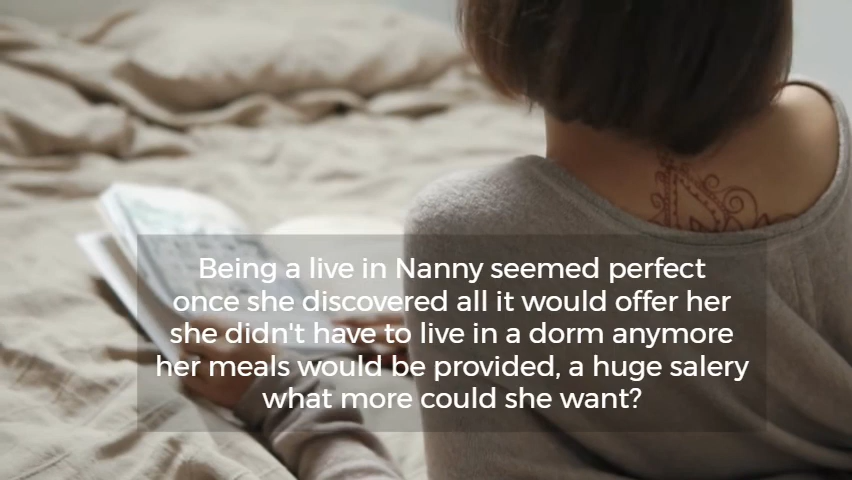 Being a live in Nanny seemed perfect
once she discovered all it would offer her
she didn't have to live in a dorm anymore
her meals would be provided, a huge salery
what more could she want?